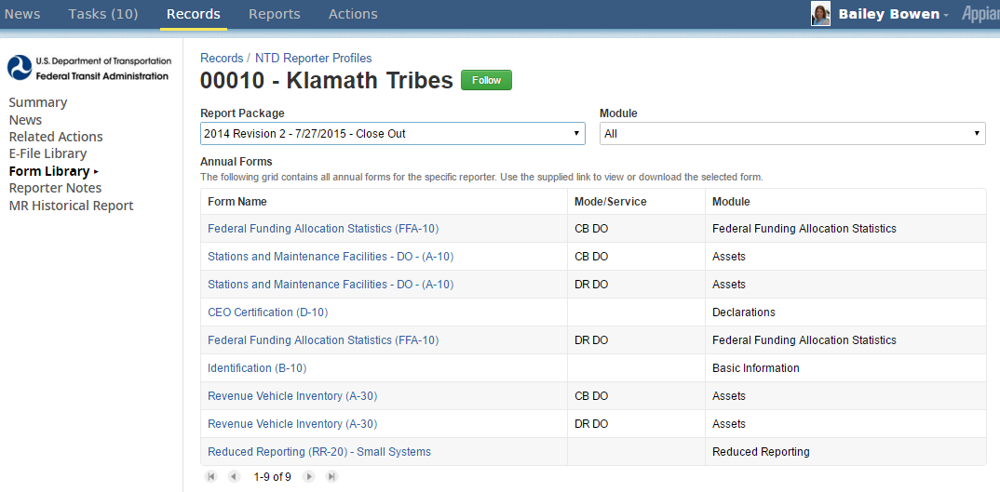 News Tasks (10) Records Reports Actions Bailey Bowen
U.S. Department of Transportation
Federal Transit Administration
Summary
News
Related Actions
E-File Library
Form Library
Reporter Notes
MR Historical Report
Records / NTD Reporter Profiles
00010 - Klamath Tribes Follow
Report Package Module
2014 Revision 2 - 7/27/2015 - Close Out All
Annual Forms
The following grid contains all annual forms for the specific reporter. Use the supplied link to view or download the selected form.
Form Name Mode/Service Module
Federal Funding Allocation Statistics (FFA-10) CB DO Federal Funding Allocation Statistics
Stations and Maintenance Facilities - DO - (A-10) CB DO Assets
Stations and Maintenance Facilities - DO - (A-10) DR DO Assets
CEO Certification (D-10) Declarations
Federal Funding Allocation Statistics (FFA-10) DR DO Federal Funding Allocation Statistics
Identification (B-10) Basic Information
Revenue Vehicle Inventory (A-30) CB DO Assets
Revenue Vehicle Inventory (A-30) DR DO Assets
Reduced Reporting (RR-20) - Small Systems Reduced Reporting
1-9 of 9